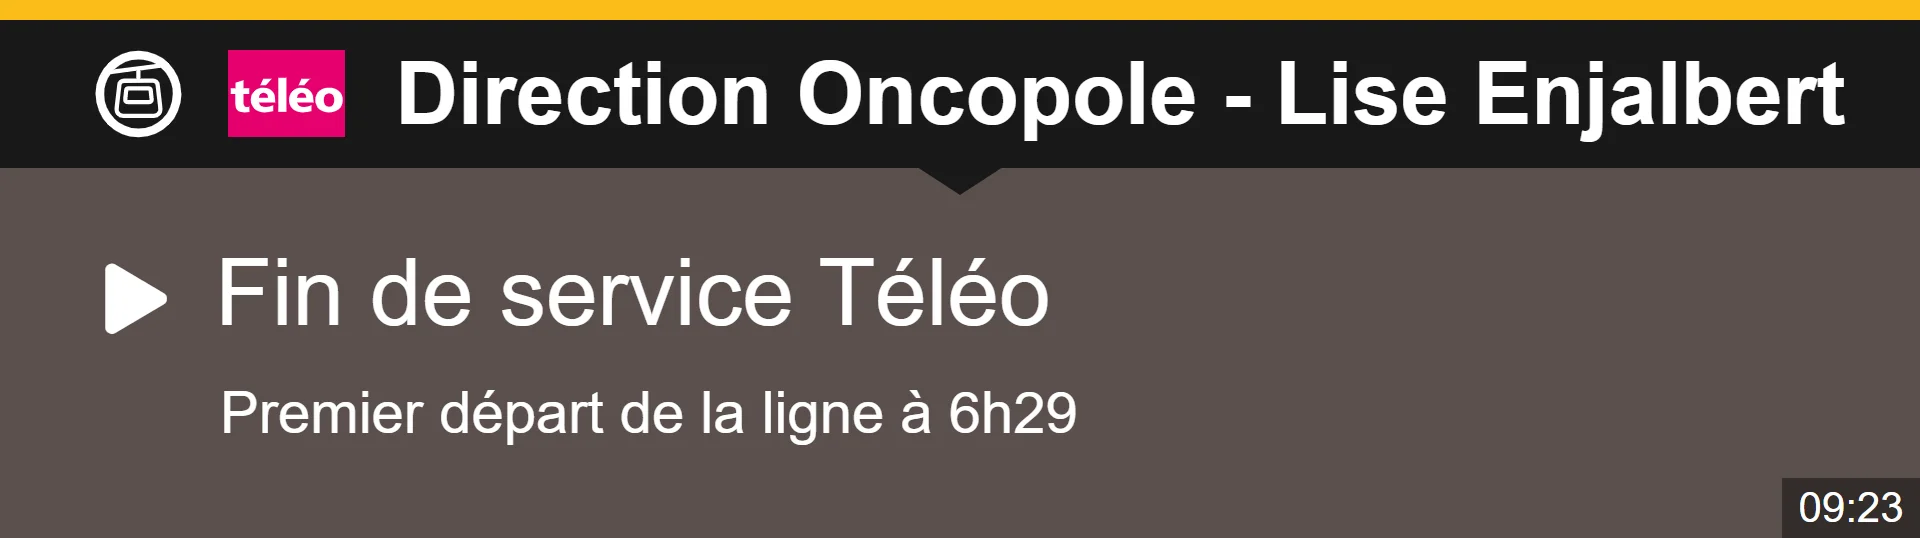 téléo Direction Oncopole - Lise Enjalbert
Fin de service Téléo
Premier départ de la ligne à 6h29
09:23